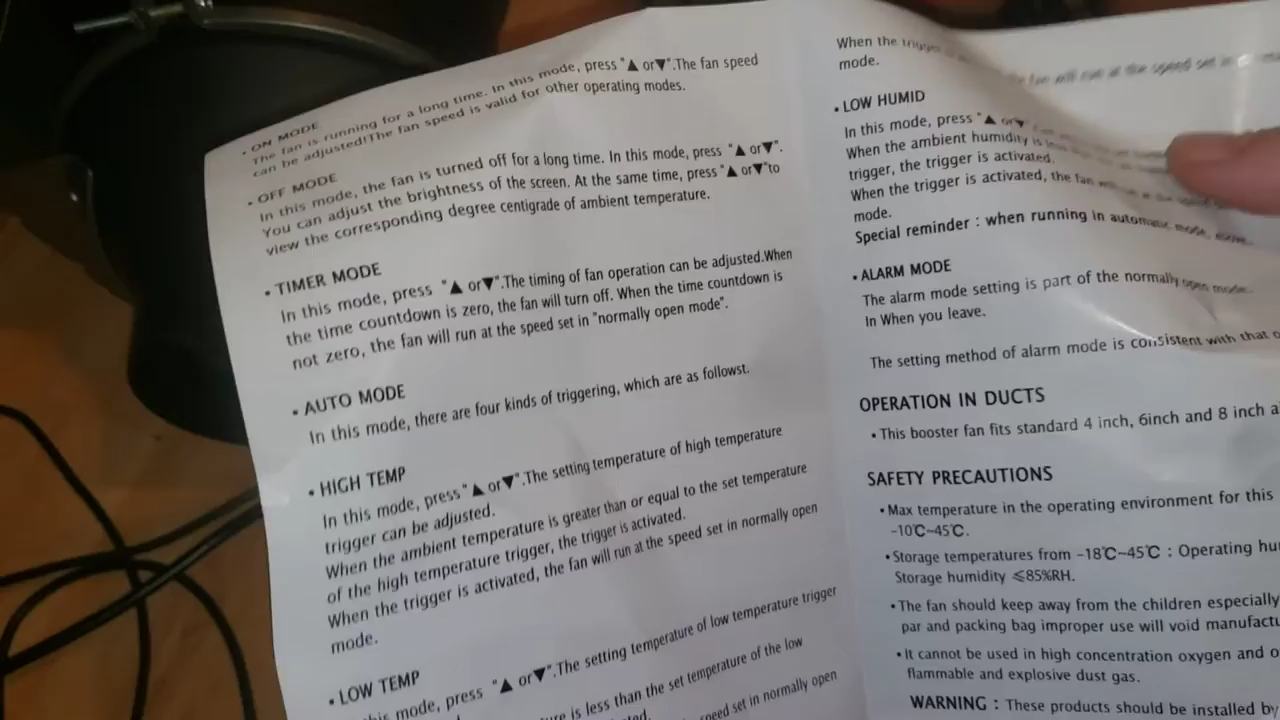 • ON MODE
The fan is running for a long time. In this mode, press "▲ or▼".The fan speed
can be adjusted!The fan speed is valid for other operating modes.
• OFF MODE
In this mode, the fan is turned off for a long time. In this mode, press "▲ or▼".
You can adjust the brightness of the screen. At the same time, press "▲ or▼"to
view the corresponding degree centigrade of ambient temperature.
• TIMER MODE
In this mode, press "▲ or▼".The timing of fan operation can be adjusted.When
the time countdown is zero, the fan will turn off. When the time countdown is
not zero, the fan will run at the speed set in "normally open mode".
• AUTO MODE
In this mode, there are four kinds of triggering, which are as followst.
• HIGH TEMP
In this mode, press"▲ or▼".The setting temperature of high temperature
trigger can be adjusted.
When the ambient temperature is greater than or equal to the set temperature
of the high temperature trigger, the trigger is activated.
When the trigger is activated, the fan will run at the speed set in normally open
mode.
• LOW TEMP
this mode, press "▲ or▼".The setting temperature of low temperature trigger
is less than the set temperature of the low
speed set in normally open
When the trigger fan will run at the speed set in
mode.
• LOW HUMID
In this mode, press "▲ or▼
When the ambient humidity is
trigger, the trigger is activated.
When the trigger is activated, the fan
mode.
Special reminder : when running in automatic mode,
• ALARM MODE
The alarm mode setting is part of the normally open mode.
In When you leave.
The setting method of alarm mode is consistent with that
OPERATION IN DUCTS
• This booster fan fits standard 4 inch, 6inch and 8 inch
SAFETY PRECAUTIONS
• Max temperature in the operating environment for this
-10℃~45℃.
• Storage temperatures from -18℃~45℃ : Operating
Storage humidity ≤85%RH.
• The fan should keep away from the children especially
par and packing bag improper use will void
• It cannot be used in high concentration oxygen and
flammable and explosive dust gas.
WARNING : These products should be installed by